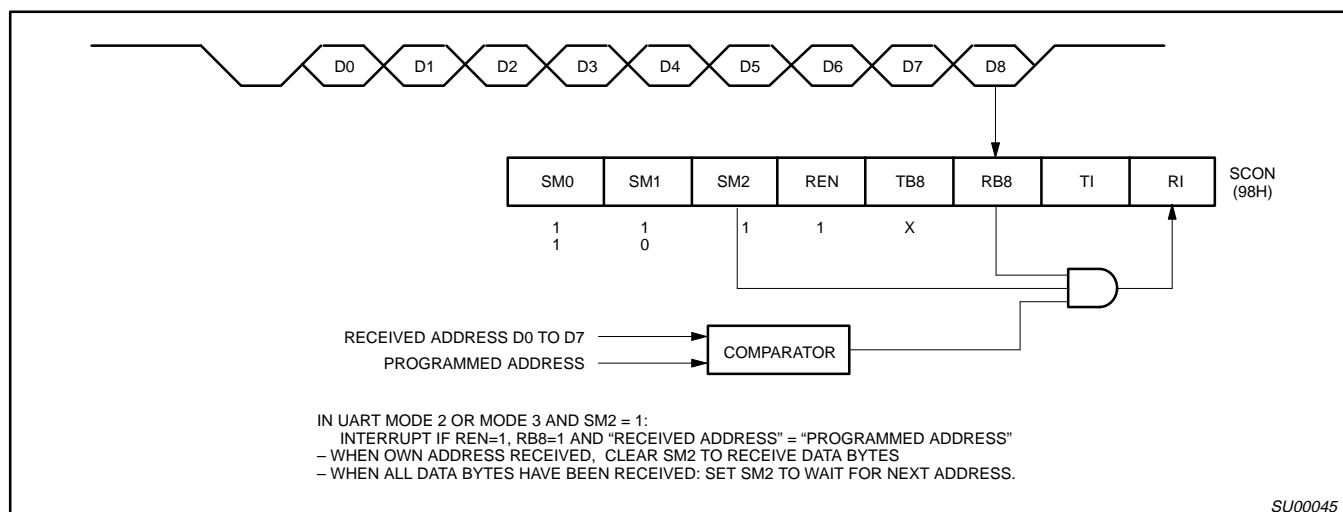 D0 D1 D2 D3 D4 D5 D6 D7 D8
SM0 SM1 SM2 REN TB8 RB8 TI RI
SCON
(98H)
1 1 1 1 X
1 0
RECEIVED ADDRESS D0 TO D7
PROGRAMMED ADDRESS
COMPARATOR
IN UART MODE 2 OR MODE 3 AND SM2 = 1:
INTERRUPT IF REN=1, RB8=1 AND “RECEIVED ADDRESS” = “PROGRAMMED ADDRESS”
– WHEN OWN ADDRESS RECEIVED, CLEAR SM2 TO RECEIVE DATA BYTES
– WHEN ALL DATA BYTES HAVE BEEN RECEIVED: SET SM2 TO WAIT FOR NEXT ADDRESS.
SU00045